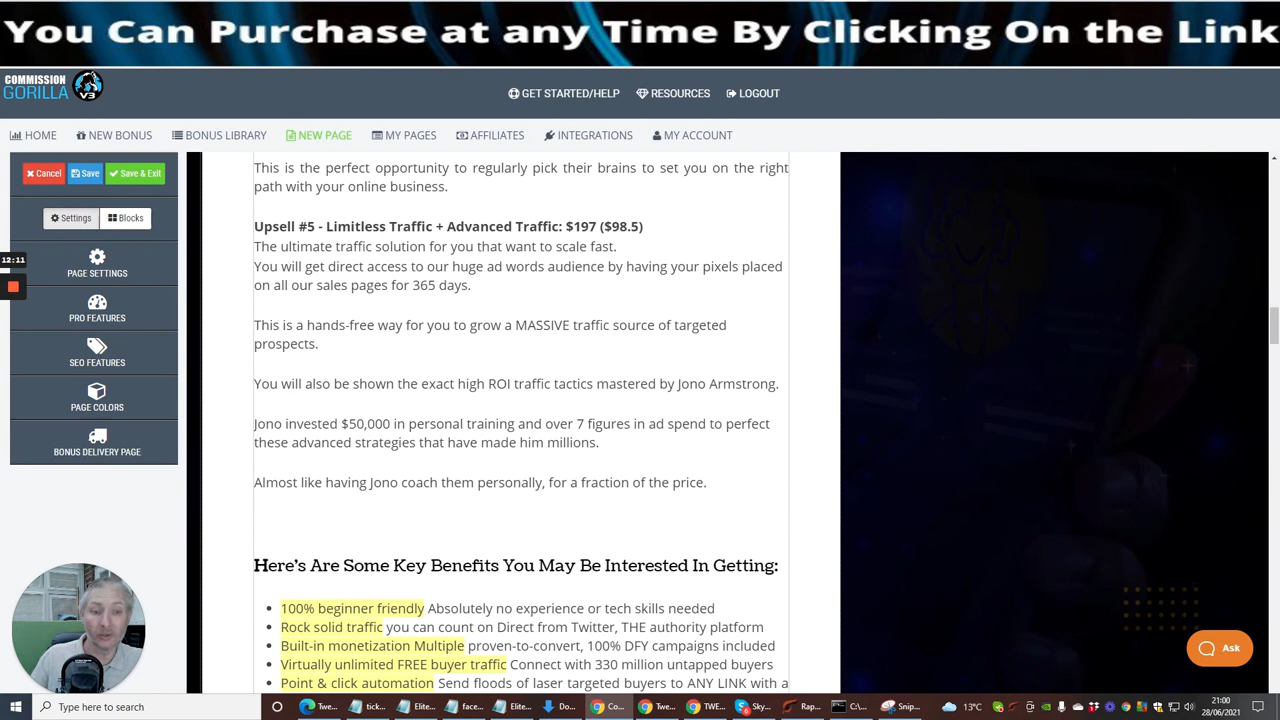 You Can Purchase at any Time By Clicking On the Link
COMMISSION
GORILLA V3
GET STARTED/HELP
RESOURCES
LOGOUT
HOME
NEW BONUS
BONUS LIBRARY
NEW PAGE
MY PAGES
AFFILIATES
INTEGRATIONS
MY ACCOUNT
Cancel
Save
Save & Exit
Settings
Blocks
12:11
PAGE SETTINGS
PRO FEATURES
SEO FEATURES
PAGE COLORS
BONUS DELIVERY PAGE
This is the perfect opportunity to regularly pick their brains to set you on the right
path with your online business.
Upsell #5 - Limitless Traffic + Advanced Traffic: $197 ($98.5)
The ultimate traffic solution for you that want to scale fast.
You will get direct access to our huge ad words audience by having your pixels placed
on all our sales pages for 365 days.
This is a hands-free way for you to grow a MASSIVE traffic source of targeted
prospects.
You will also be shown the exact high ROI traffic tactics mastered by Jono Armstrong.
Jono invested $50,000 in personal training and over 7 figures in ad spend to perfect
these advanced strategies that have made him millions.
Almost like having Jono coach them personally, for a fraction of the price.
Here's Are Some Key Benefits You May Be Interested In Getting:
100% beginner friendly Absolutely no experience or tech skills needed
Rock solid traffic you can count on Direct from Twitter, THE authority platform
Built-in monetization Multiple proven-to-convert, 100% DFY campaigns included
Virtually unlimited FREE buyer traffic Connect with 330 million untapped buyers
Point & click automation Send floods of laser targeted buyers to ANY LINK with a
Ask
Type here to search
Twe...
tick...
Elite...
face...
Elite...
Do...
Co...
Twe...
TWE...
Sky...
Rap...
C:\...
Snip...
13°C
21:00
28/06/2021